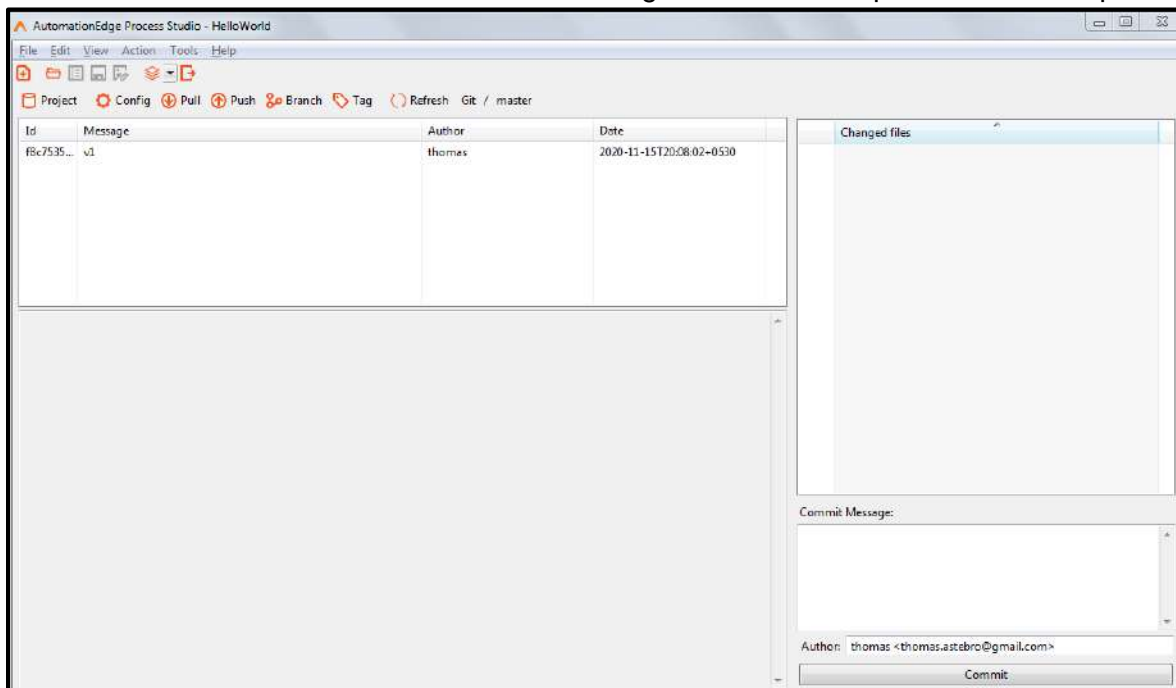 AutomationEdge Process Studio - HelloWorld
File Edit View Action Tools Help
Project Config Pull Push Branch Tag Refresh Git / master
Id Message Author Date
f8c7535... v1 thomas 2020-11-15T20:08:02+0530
Changed files
Commit Message:
Author: thomas <thomas.astebro@gmail.com>
Commit